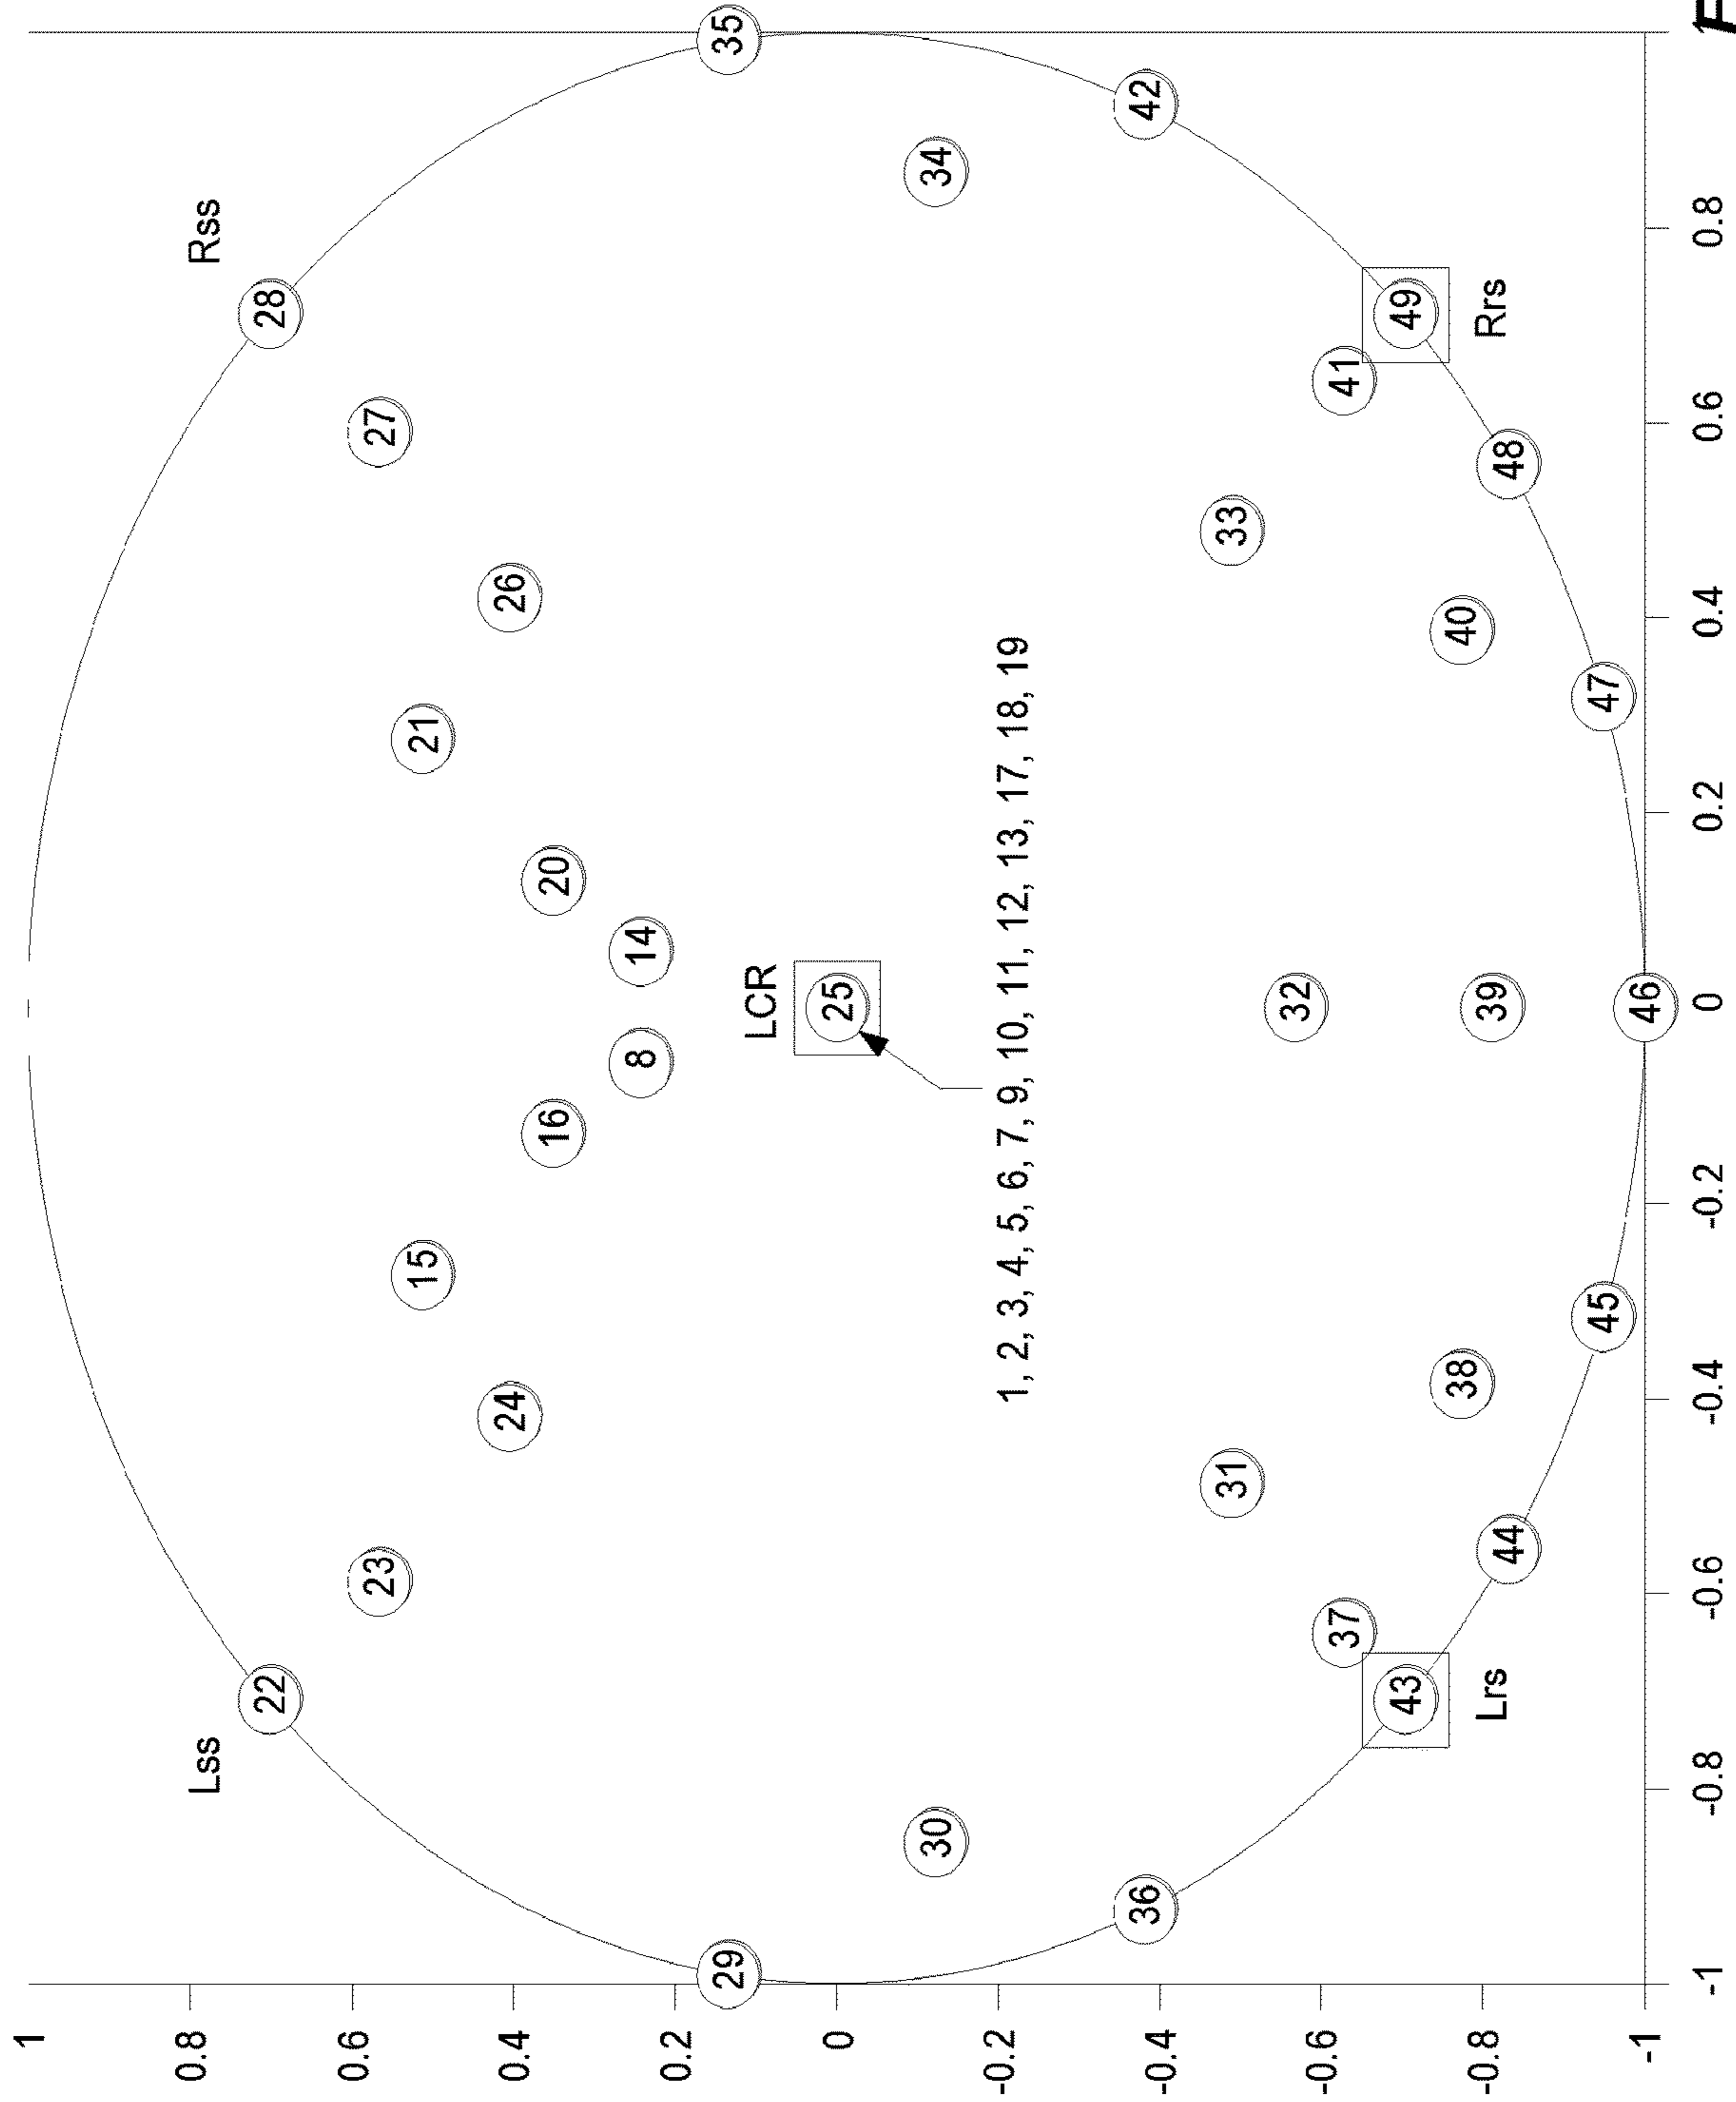 1
0.8 Lss Rss
22 28
0.6 23 27
15 21
0.4 24 26
16 20
8 14
0.2
29 35
LCR
0 25
30 34
-0.2 1, 2, 3, 4, 5, 6, 7, 9, 10, 11, 12, 13, 17, 18, 19
-0.4 36 42
31 33
32
-0.6 37 41
43 49
38 40
-0.8 Lrs 39 Rrs
44 48
45 47
-1 46
-1 -0.8 -0.6 -0.4 -0.2 0 0.2 0.4 0.6 0.8